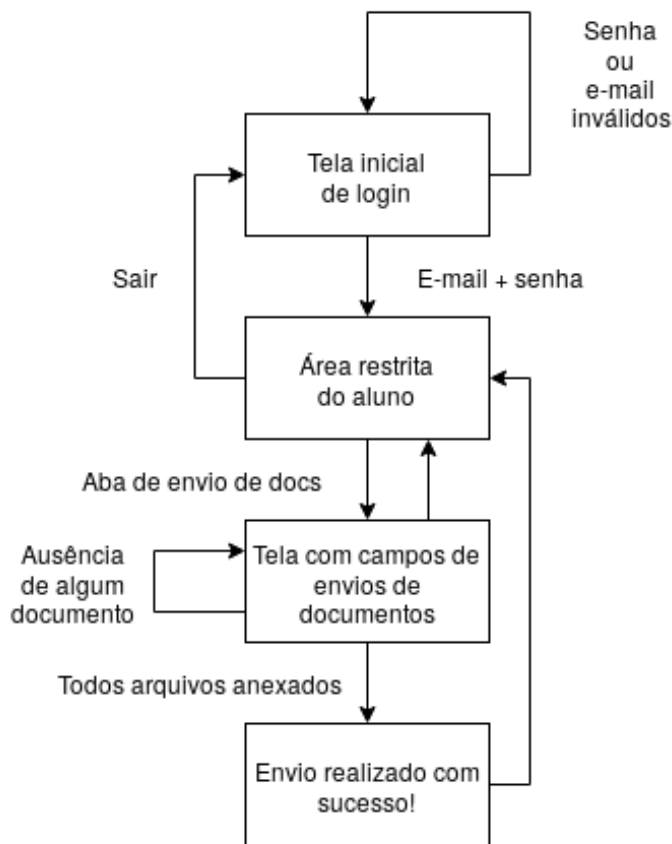 Senha
ou
e-mail
inválidos
Tela inicial
de login
Sair
E-mail + senha
Área restrita
do aluno
Aba de envio de docs
Ausência
de algum
documento
Tela com campos de
envios de
documentos
Todos arquivos anexados
Envio realizado com
sucesso!